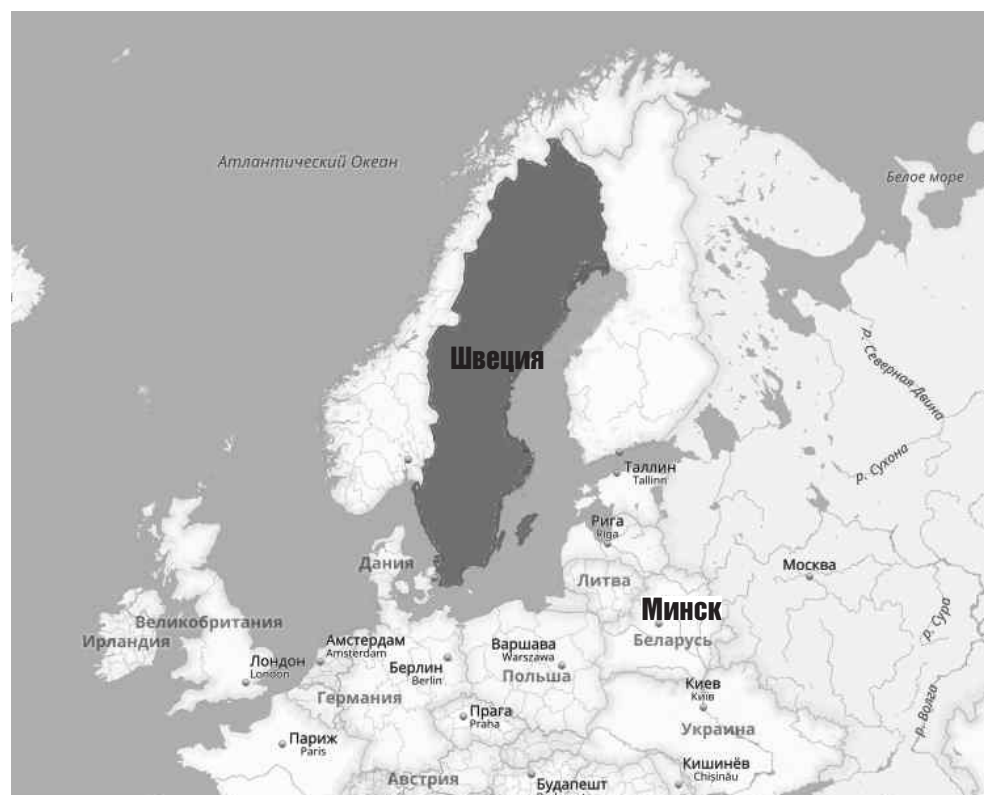 Атлантический Океан
Белое море
р. Северная Двина
Швеция
р. Сухона
Таллин
Tallinn
Рига
Rīga
Москва
Дания
Литва
Минск
р. Сура
Великобритания
Ирландия
Беларусь
Амстердам
Amsterdam
Варшава
Warszawa
Лондон
London
Берлин
Berlin
Польша
Киев
Київ
Германия
р. Волга
Прага
Praha
Украина
Париж
Paris
Кишинёв
Chișinău
Австрия
Будапешт